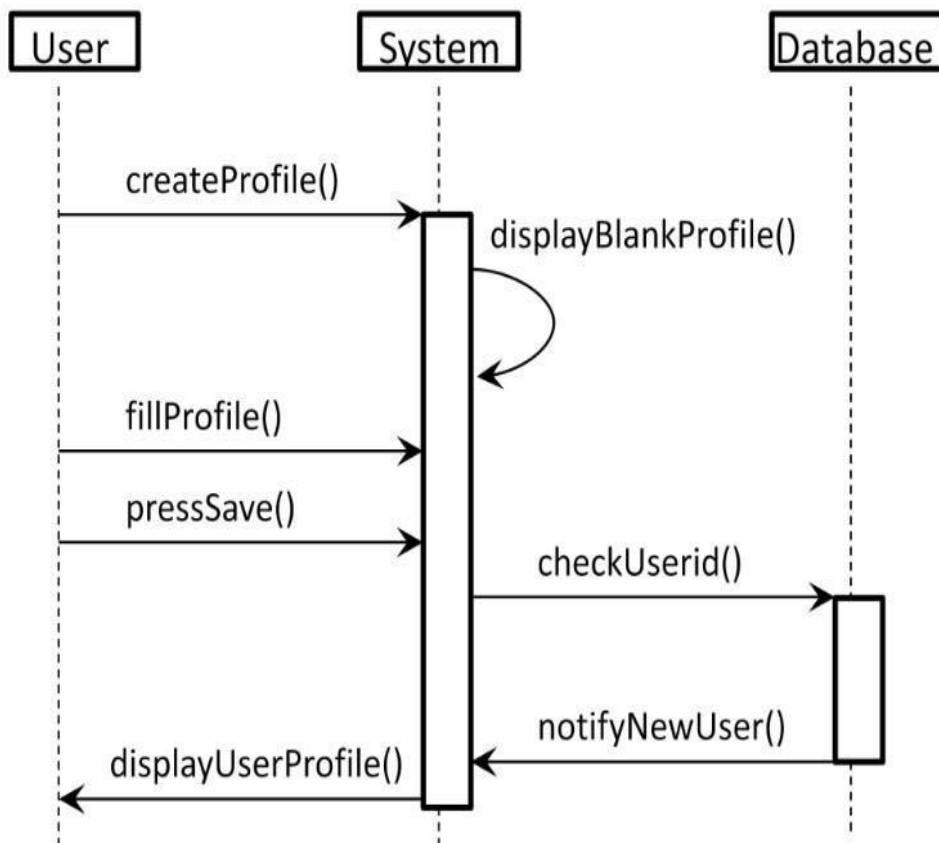 User
System
Database
createProfile()
displayBlankProfile()
fillProfile()
pressSave()
checkUserid()
notifyNewUser()
displayUserProfile()